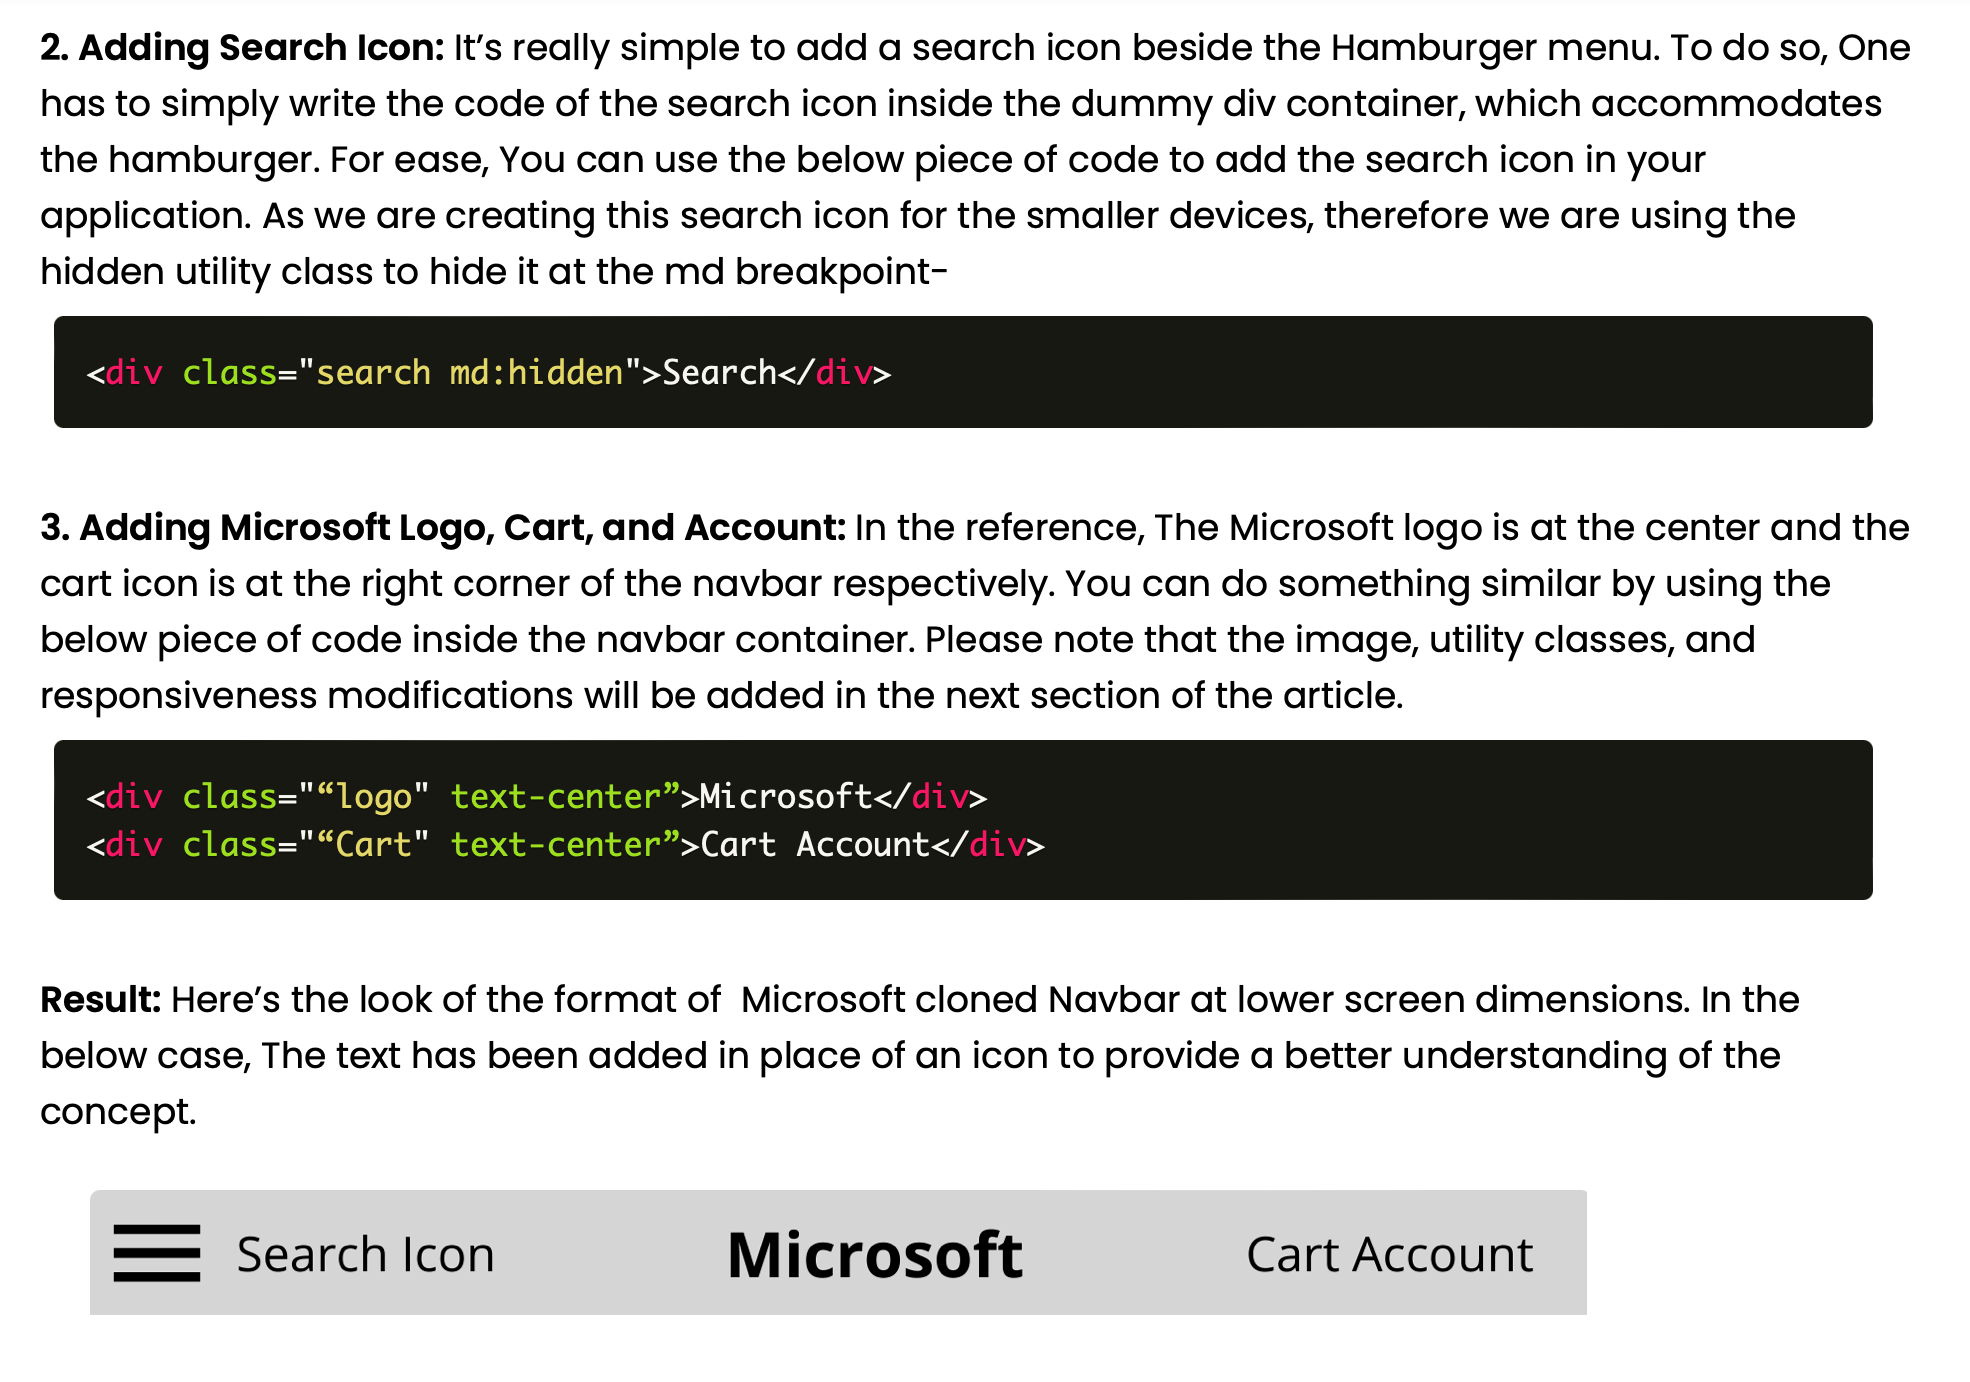 2. Adding Search Icon: It’s really simple to add a search icon beside the Hamburger menu. To do so, One
has to simply write the code of the search icon inside the dummy div container, which accommodates
the hamburger. For ease, You can use the below piece of code to add the search icon in your
application. As we are creating this search icon for the smaller devices, therefore we are using the
hidden utility class to hide it at the md breakpoint-
<div class="search md:hidden">Search</div>
3. Adding Microsoft Logo, Cart, and Account: In the reference, The Microsoft logo is at the center and the
cart icon is at the right corner of the navbar respectively. You can do something similar by using the
below piece of code inside the navbar container. Please note that the image, utility classes, and
responsiveness modifications will be added in the next section of the article.
<div class="“logo" text-center”>Microsoft</div>
<div class="“Cart" text-center”>Cart Account</div>
Result: Here’s the look of the format of  Microsoft cloned Navbar at lower screen dimensions. In the
below case, The text has been added in place of an icon to provide a better understanding of the
concept.
Search Icon Microsoft Cart Account